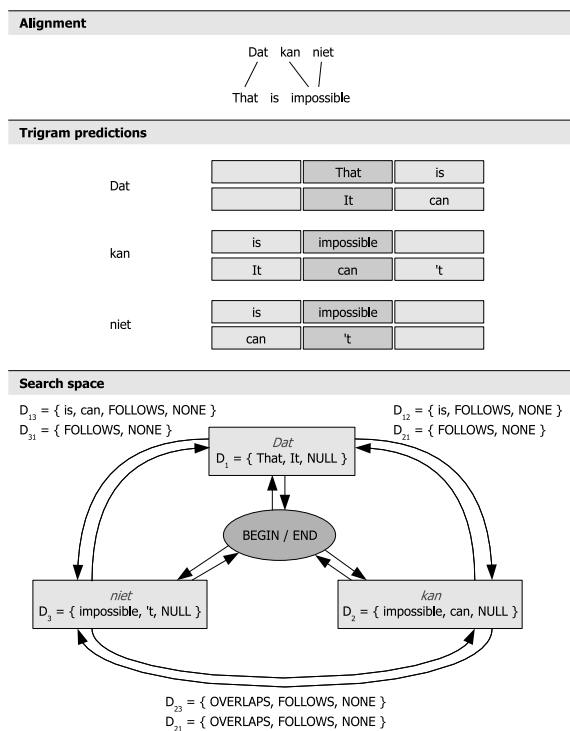 Alignment
Dat kan niet
That is impossible
Trigram predictions
Dat
That is
It can
kan
is impossible
It can 't
niet
is impossible
can 't
Search space
D13 = { is, can, FOLLOWS, NONE }
D31 = { FOLLOWS, NONE }
D12 = { is, FOLLOWS, NONE }
D21 = { FOLLOWS, NONE }
Dat
D1 = { That, It, NULL }
BEGIN / END
niet
D3 = { impossible, 't, NULL }
kan
D2 = { impossible, can, NULL }
D23 = { OVERLAPS, FOLLOWS, NONE }
D21 = { OVERLAPS, FOLLOWS, NONE }